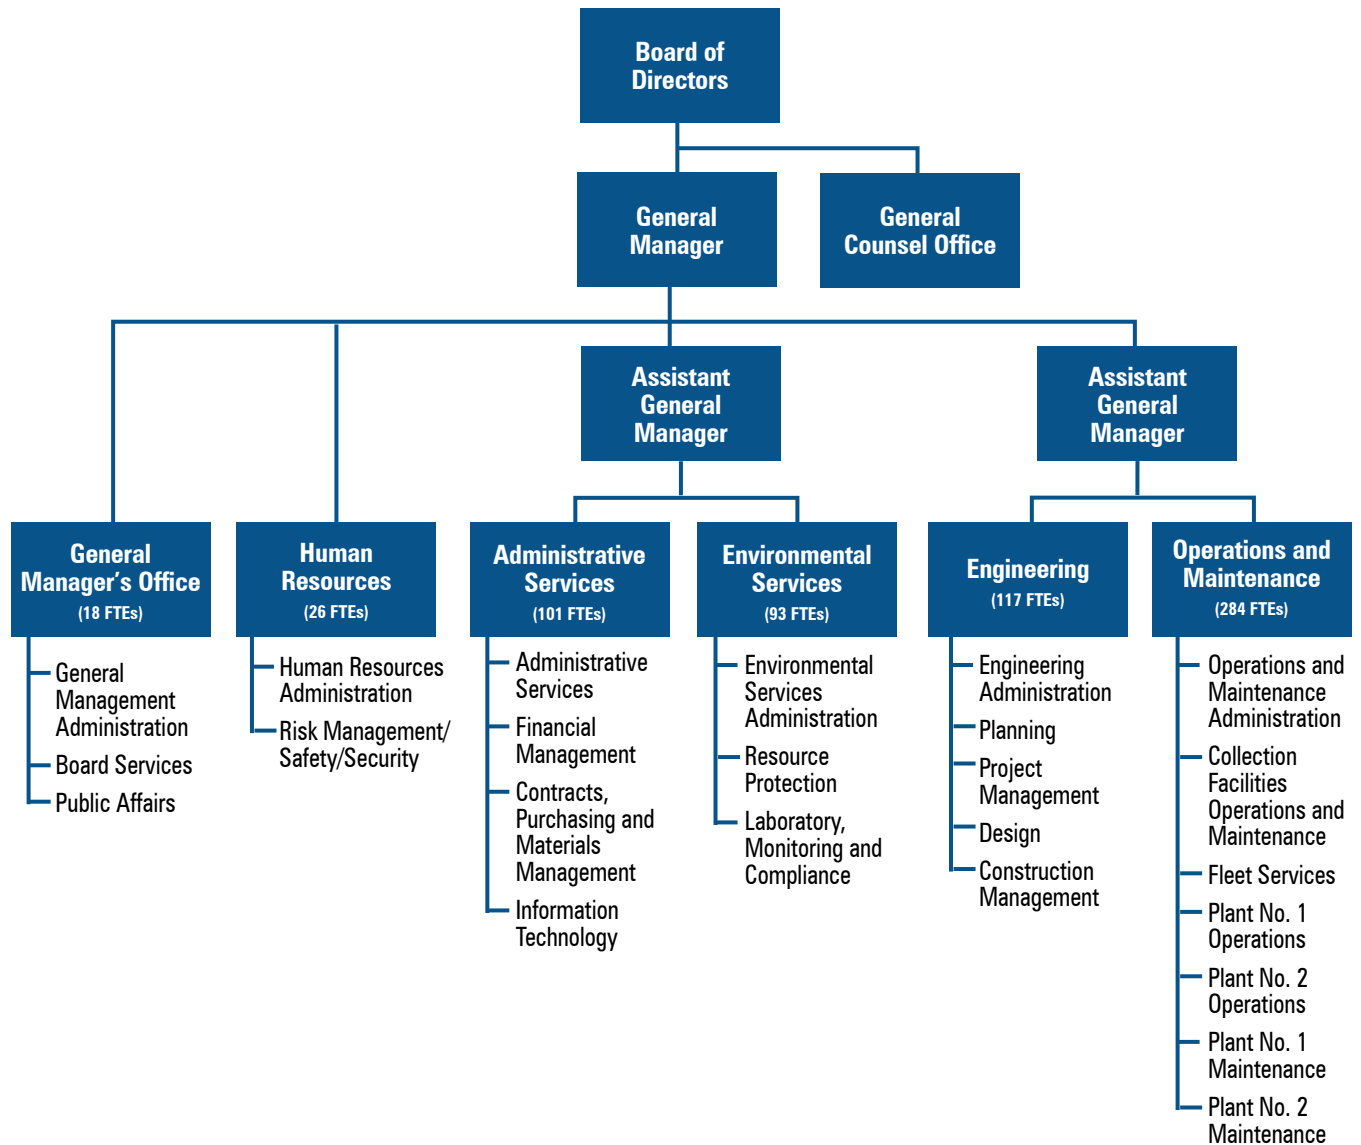 Board of
Directors
General
Manager
General
Counsel Office
Assistant
General
Manager
Assistant
General
Manager
General
Manager’s Office
(18 FTEs)
Human
Resources
(26 FTEs)
Administrative
Services
(101 FTEs)
Environmental
Services
(93 FTEs)
Engineering
(117 FTEs)
Operations and
Maintenance
(284 FTEs)
General
Management
Administration
Board Services
Public Affairs
Human Resources
Administration
Risk Management/
Safety/Security
Administrative
Services
Financial
Management
Contracts,
Purchasing and
Materials
Management
Information
Technology
Environmental
Services
Administration
Resource
Protection
Laboratory,
Monitoring and
Compliance
Engineering
Administration
Planning
Project
Management
Design
Construction
Management
Operations and
Maintenance
Administration
Collection
Facilities
Operations and
Maintenance
Fleet Services
Plant No. 1
Operations
Plant No. 2
Operations
Plant No. 1
Maintenance
Plant No. 2
Maintenance